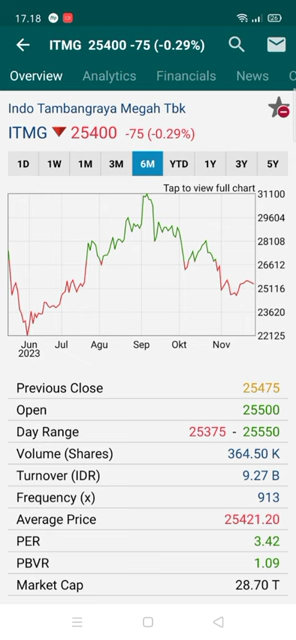 17.18
ITMG 25400 -75 (-0.29%)
Overview Analytics Financials News
Indo Tambangraya Megah Tbk
ITMG 25400 -75 (-0.29%)
1D 1W 1M 3M 6M YTD 1Y 3Y 5Y
Tap to view full chart
31100
29604
28108
26612
25116
23620
22125
Jun Jul Agu Sep Okt Nov
2023
Previous Close 25475
Open 25500
Day Range 25375 - 25550
Volume (Shares) 364.50 K
Turnover (IDR) 9.27 B
Frequency (x) 913
Average Price 25421.20
PER 3.42
PBVR 1.09
Market Cap 28.70 T